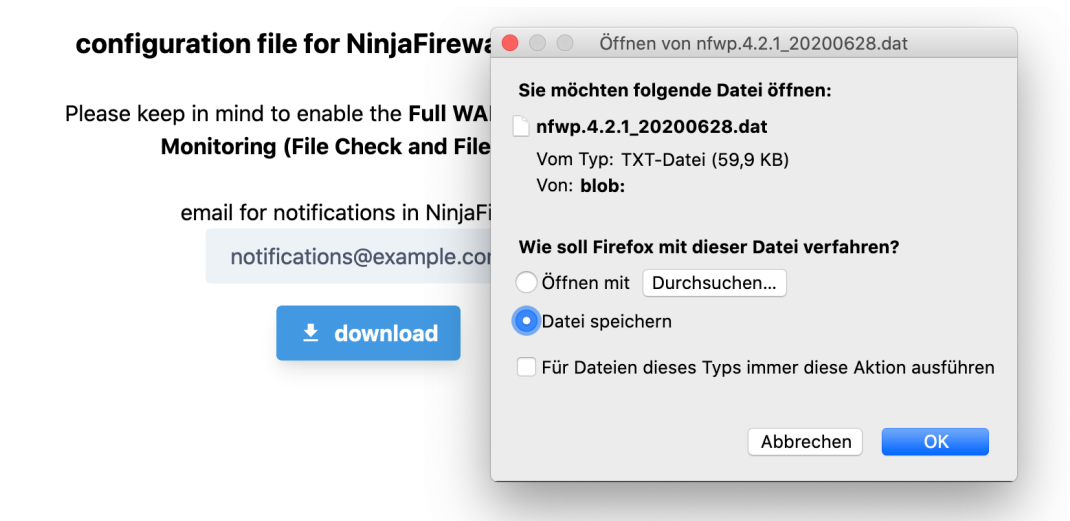 configuration file for NinjaFirewa
Please keep in mind to enable the Full WA
Monitoring (File Check and File
email for notifications in NinjaFi
notifications@example.co
download
Öffnen von nfwp.4.2.1_20200628.dat
Sie möchten folgende Datei öffnen:
nfwp.4.2.1_20200628.dat
Vom Typ: TXT-Datei (59,9 KB)
Von: blob:
Wie soll Firefox mit dieser Datei verfahren?
Öffnen mit Durchsuchen...
Datei speichern
Für Dateien dieses Typs immer diese Aktion ausführen
Abbrechen OK